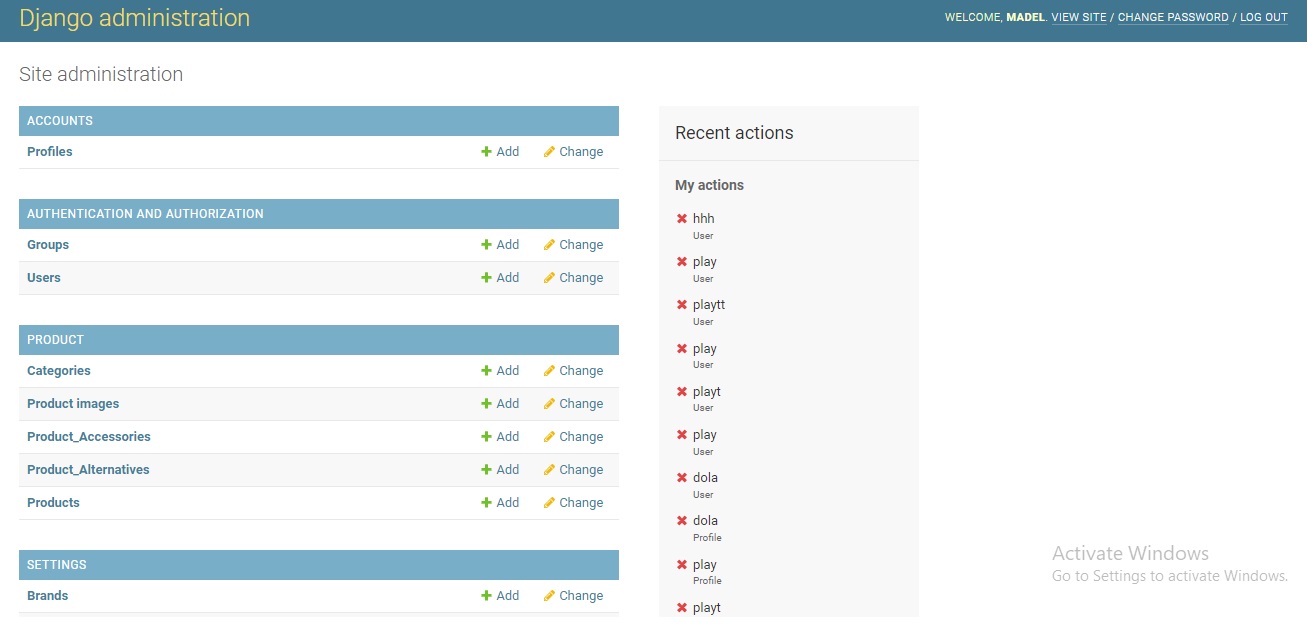 Django administration
WELCOME, MADEL. VIEW SITE / CHANGE PASSWORD / LOG OUT
Site administration
ACCOUNTS
Profiles Add Change
AUTHENTICATION AND AUTHORIZATION
Groups Add Change
Users Add Change
PRODUCT
Categories Add Change
Product images Add Change
Product_Accessories Add Change
Product_Alternatives Add Change
Products Add Change
SETTINGS
Brands Add Change
Recent actions
My actions
hhh
User
play
User
playtt
User
play
User
playt
User
play
User
dola
User
dola
Profile
play
Profile
playt
Activate Windows
Go to Settings to activate Windows.